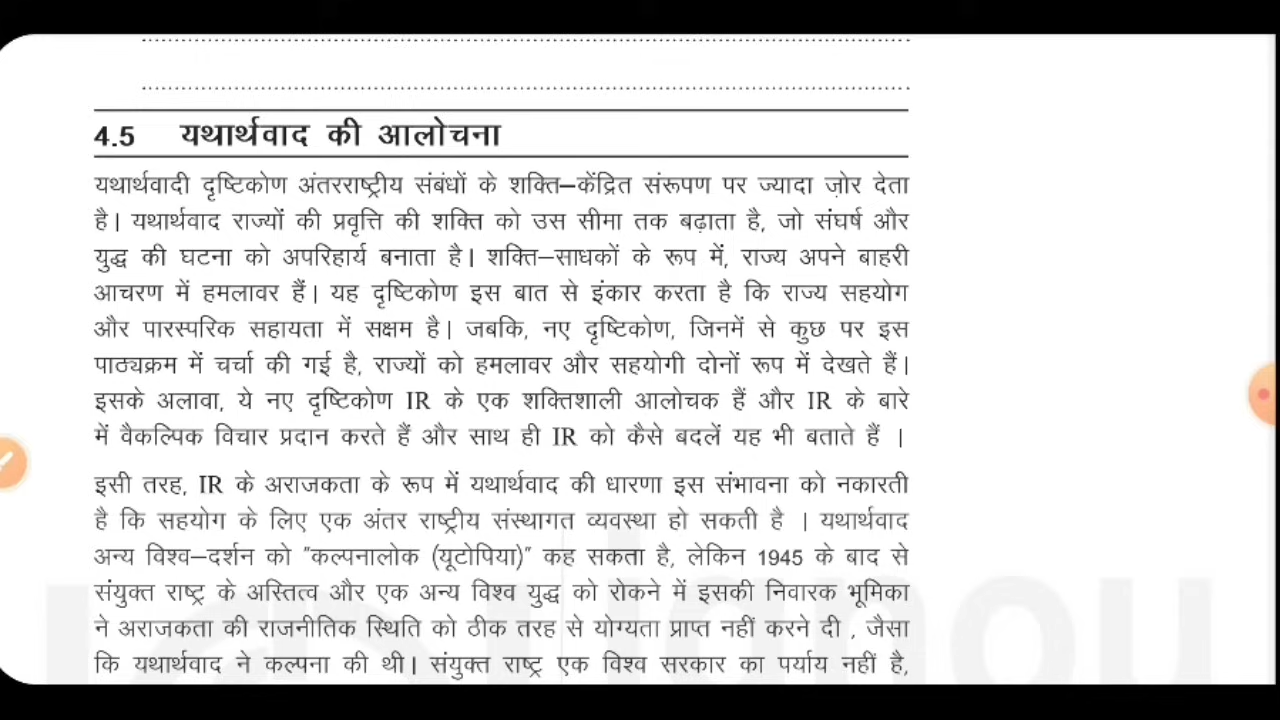 4.5 यथार्थवाद की आलोचना
यथार्थवादी दृष्टिकोण अंतरराष्ट्रीय संबंधों के शक्ति–केंद्रित संरूपण पर ज्यादा ज़ोर देता
है। यथार्थवाद राज्यों की प्रवृत्ति की शक्ति को उस सीमा तक बढ़ाता है, जो संघर्ष और
युद्ध की घटना को अपरिहार्य बनाता है। शक्ति–साधकों के रूप में, राज्य अपने बाहरी
आचरण में हमलावर हैं। यह दृष्टिकोण इस बात से इंकार करता है कि राज्य सहयोग
और पारस्परिक सहायता में सक्षम है। जबकि, नए दृष्टिकोण, जिनमें से कुछ पर इस
पाठ्यक्रम में चर्चा की गई है, राज्यों को हमलावर और सहयोगी दोनों रूप में देखते हैं।
इसके अलावा, ये नए दृष्टिकोण IR के एक शक्तिशाली आलोचक हैं और IR के बारे
में वैकल्पिक विचार प्रदान करते हैं और साथ ही IR को कैसे बदलें यह भी बताते हैं ।
इसी तरह, IR के अराजकता के रूप में यथार्थवाद की धारणा इस संभावना को नकारती
है कि सहयोग के लिए एक अंतर राष्ट्रीय संस्थागत व्यवस्था हो सकती है । यथार्थवाद
अन्य विश्व–दर्शन को "कल्पनालोक (यूटोपिया)" कह सकता है, लेकिन 1945 के बाद से
संयुक्त राष्ट्र के अस्तित्व और एक अन्य विश्व युद्ध को रोकने में इसकी निवारक भूमिका
ने अराजकता की राजनीतिक स्थिति को ठीक तरह से योग्यता प्राप्त नहीं करने दी , जैसा
कि यथार्थवाद ने कल्पना की थी। संयुक्त राष्ट्र एक विश्व सरकार का पर्याय नहीं है,